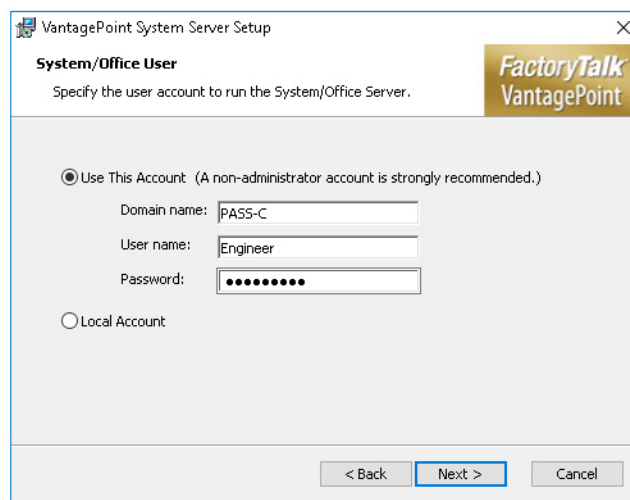 VantagePoint System Server Setup
System/Office User
Specify the user account to run the System/Office Server.
FactoryTalk
VantagePoint
Use This Account (A non-administrator account is strongly recommended.)
Domain name: PASS-C
User name: Engineer
Password: ●●●●●●●●●
Local Account
< Back Next > Cancel